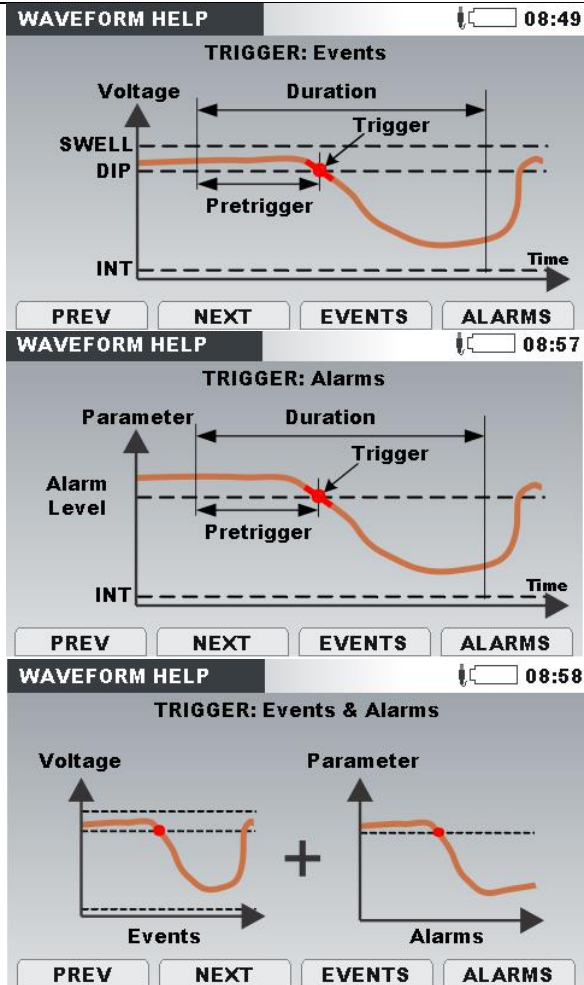 WAVEFORM HELP 08:49
TRIGGER: Events
Voltage Duration
Trigger
SWELL
DIP
Pretrigger
Time
INT
PREV NEXT EVENTS ALARMS
WAVEFORM HELP 08:57
TRIGGER: Alarms
Parameter Duration
Trigger
Alarm
Level
Pretrigger
Time
INT
PREV NEXT EVENTS ALARMS
WAVEFORM HELP 08:58
TRIGGER: Events & Alarms
Voltage Parameter
+
Events Alarms
PREV NEXT EVENTS ALARMS